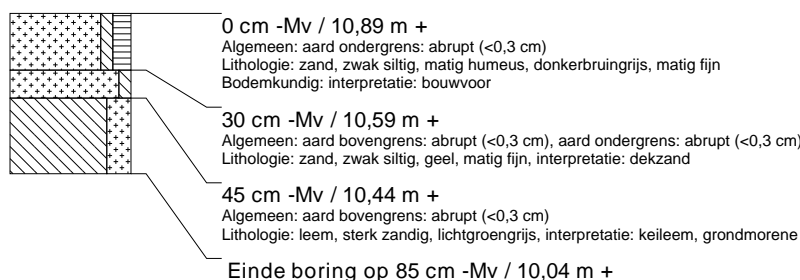 0 cm -Mv / 10,89 m +
Algemeen: aard ondergrens: abrupt (<0,3 cm)
Lithologie: zand, zwak siltig, matig humeus, donkerbruingrijs, matig fijn
Bodemkundig: interpretatie: bouwvoor
30 cm -Mv / 10,59 m +
Algemeen: aard bovengrens: abrupt (<0,3 cm), aard ondergrens: abrupt (<0,3 cm)
Lithologie: zand, zwak siltig, geel, matig fijn, interpretatie: dekzand
45 cm -Mv / 10,44 m +
Algemeen: aard bovengrens: abrupt (<0,3 cm)
Lithologie: leem, sterk zandig, lichtgroengrijs, interpretatie: keileem, grondmorene
Einde boring op 85 cm -Mv / 10,04 m +